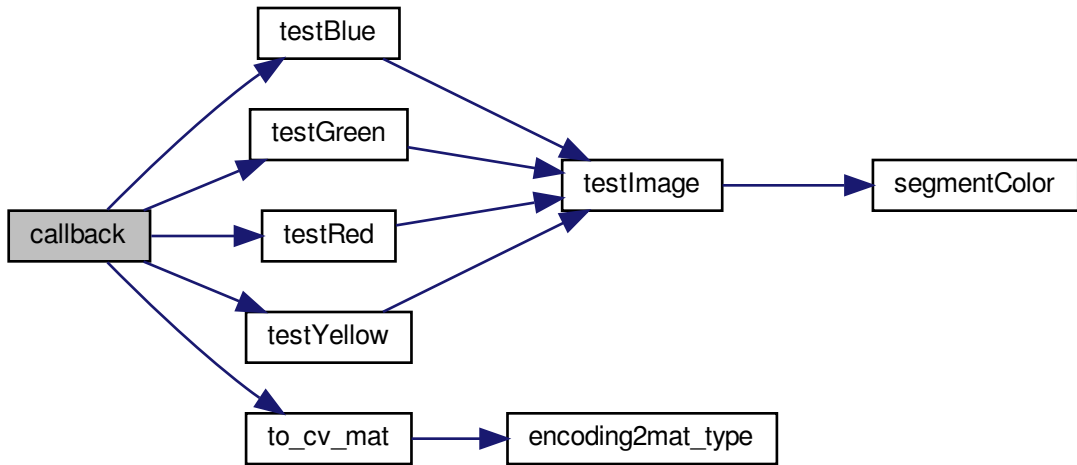 callback
testBlue
testGreen
testRed
testYellow
to_cv_mat
testImage
encoding2mat_type
segmentColor